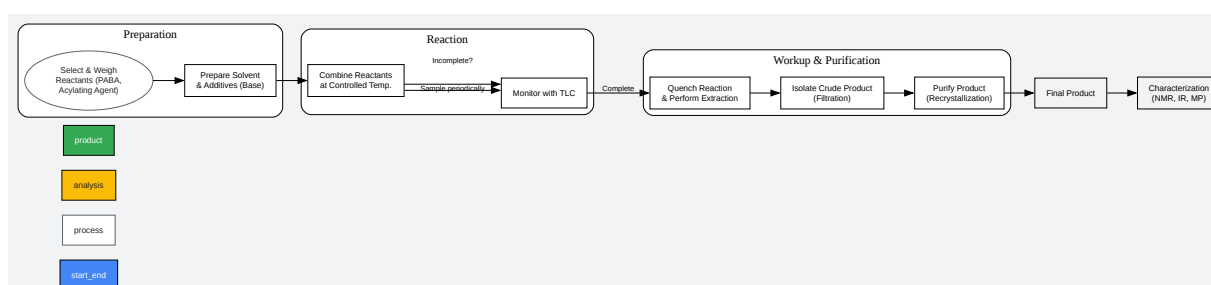 Preparation
Select & Weigh
Reactants (PABA,
Acylating Agent)
Prepare Solvent
& Additives (Base)
Reaction
Incomplete?
Combine Reactants
at Controlled Temp.
Sample periodically
Monitor with TLC
Complete
Workup & Purification
Quench Reaction
& Perform Extraction
Isolate Crude Product
(Filtration)
Purify Product
(Recrystallization)
Final Product
Characterization
(NMR, IR, MP)
product
analysis
process
start_end